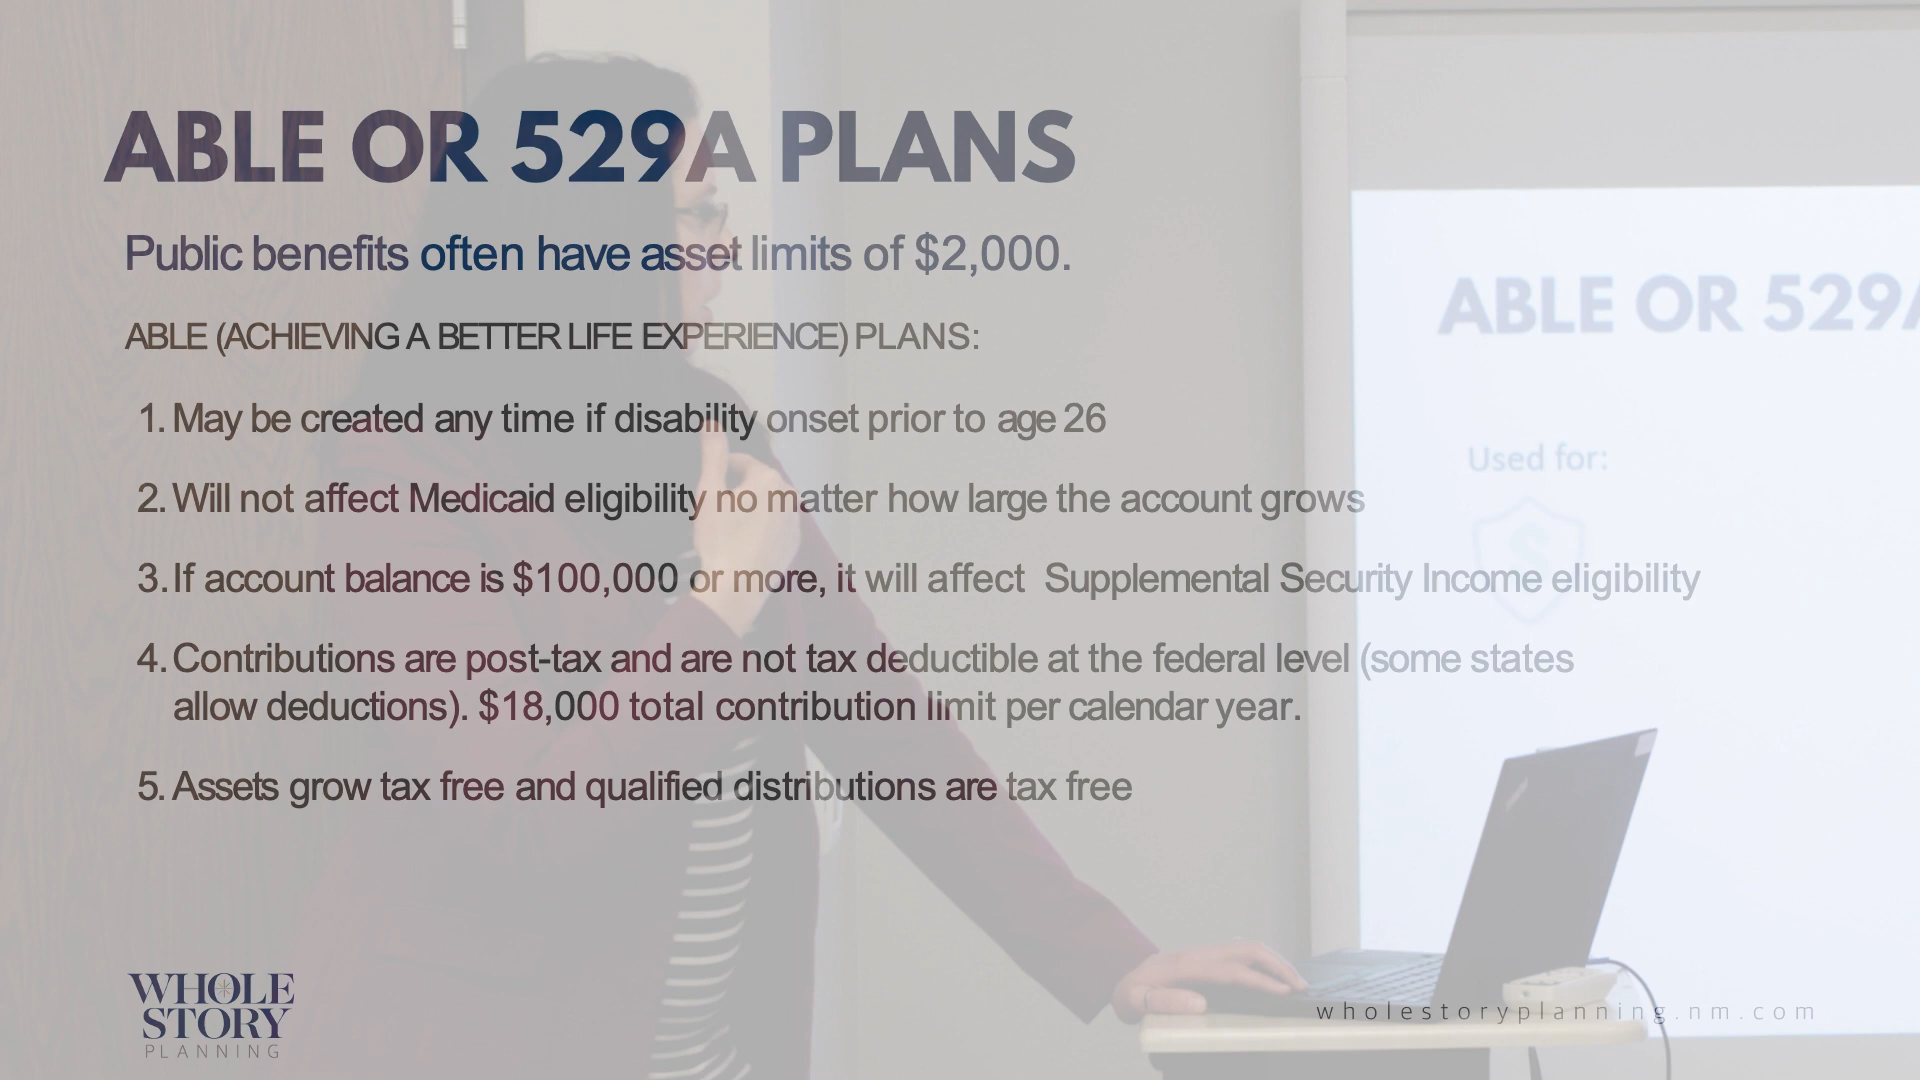 ABLE OR 529A PLANS
Public benefits often have asset limits of $2,000.
ABLE (ACHIEVING A BETTER LIFE EXPERIENCE) PLANS:
1. May be created any time if disability onset prior to age 26
2. Will not affect Medicaid eligibility no matter how large the account grows
3. If account balance is $100,000 or more, it will affect Supplemental Security Income eligibility
4. Contributions are post-tax and are not tax deductible at the federal level (some states
allow deductions). $18,000 total contribution limit per calendar year.
5. Assets grow tax free and qualified distributions are tax free
ABLE OR 529A
Used for:
WHOLE
STORY
PLANNING
wholestoryplanning.nm.com